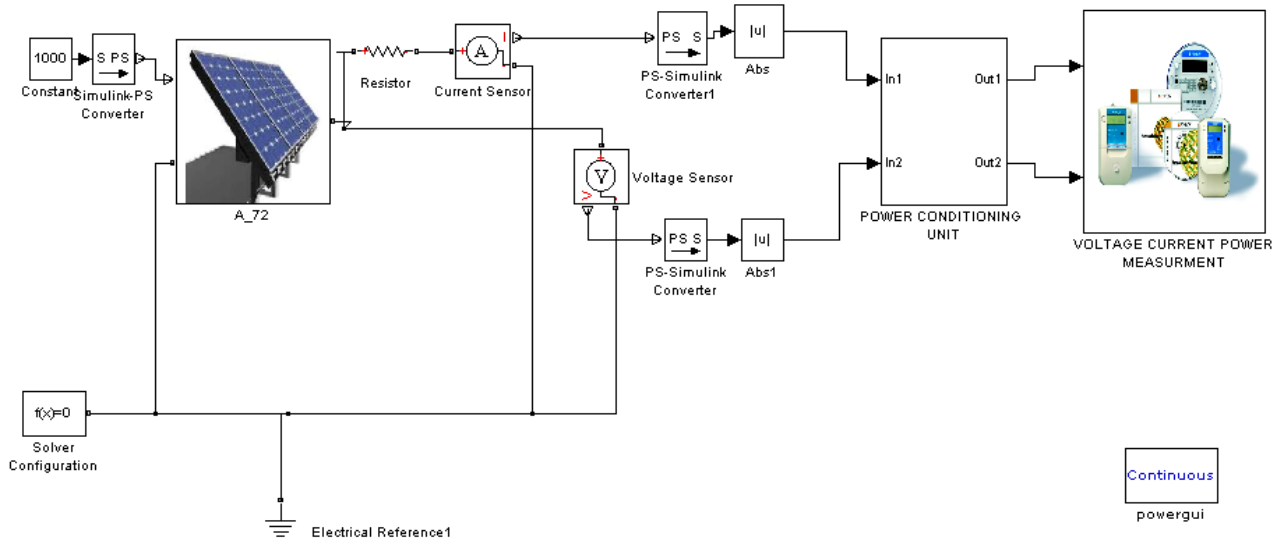 1000
Constant
S PS
Simulink-PS
Converter
A_72
Resistor
A
I
Current Sensor
V
V
Voltage Sensor
PS S
PS-Simulink
Converter1
|u|
Abs
PS S
PS-Simulink
Converter
|u|
Abs1
In1
Out1
In2
Out2
POWER CONDITIONING
UNIT
VOLTAGE CURRENT POWER
MEASURMENT
f(x)=0
Solver
Configuration
Electrical Reference1
Continuous
powergui